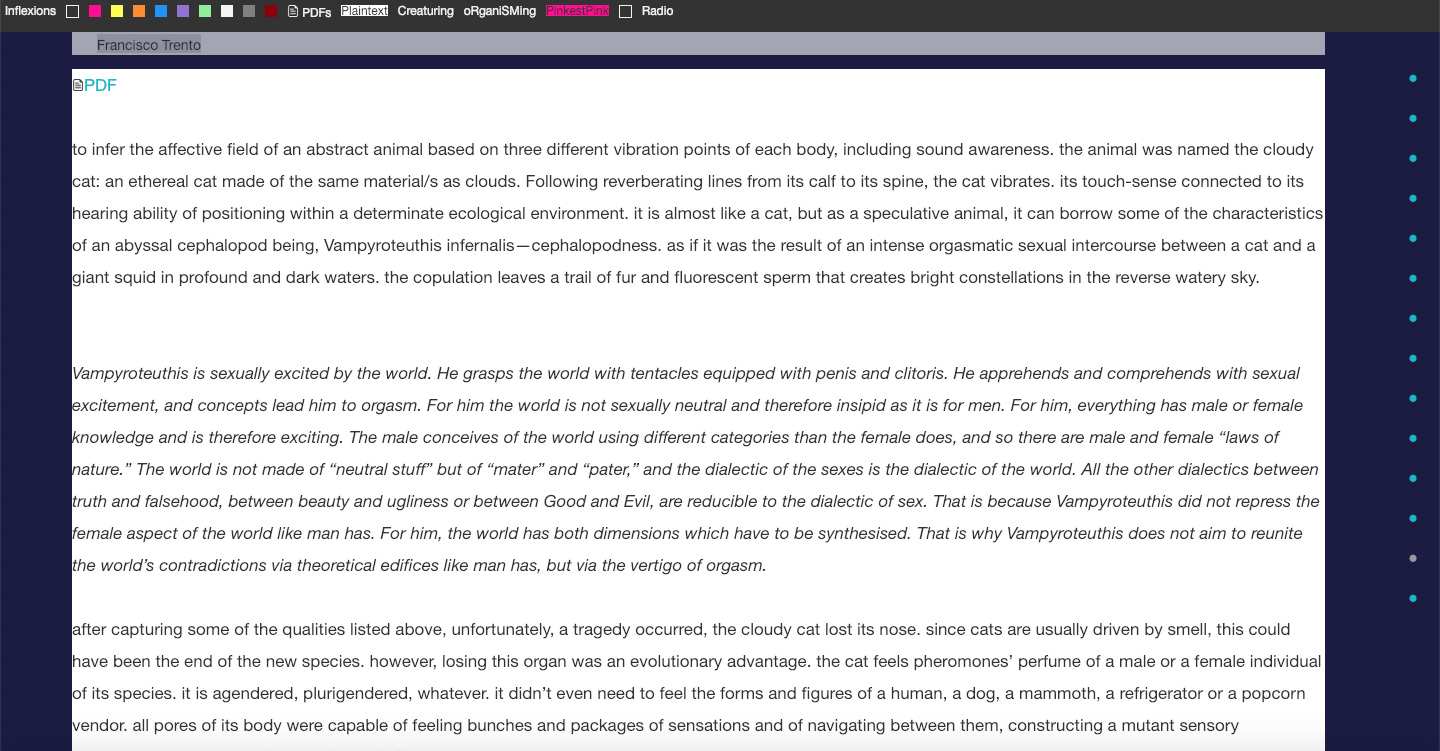 Inflexions PDFs Plaintext Creaturing oRganiSMing PinkestPink Radio
Francisco Trento
PDF
to infer the affective field of an abstract animal based on three different vibration points of each body, including sound awareness. the animal was named the cloudy
cat: an ethereal cat made of the same material/s as clouds. Following reverberating lines from its calf to its spine, the cat vibrates. its touch-sense connected to its
hearing ability of positioning within a determinate ecological environment. it is almost like a cat, but as a speculative animal, it can borrow some of the characteristics
of an abyssal cephalopod being, Vampyroteuthis infernalis—cephalopodness. as if it was the result of an intense orgasmatic sexual intercourse between a cat and a
giant squid in profound and dark waters. the copulation leaves a trail of fur and fluorescent sperm that creates bright constellations in the reverse watery sky.
Vampyroteuthis is sexually excited by the world. He grasps the world with tentacles equipped with penis and clitoris. He apprehends and comprehends with sexual
excitement, and concepts lead him to orgasm. For him the world is not sexually neutral and therefore insipid as it is for men. For him, everything has male or female
knowledge and is therefore exciting. The male conceives of the world using different categories than the female does, and so there are male and female “laws of
nature.” The world is not made of “neutral stuff” but of “mater” and “pater,” and the dialectic of the sexes is the dialectic of the world. All the other dialectics between
truth and falsehood, between beauty and ugliness or between Good and Evil, are reducible to the dialectic of sex. That is because Vampyroteuthis did not repress the
female aspect of the world like man has. For him, the world has both dimensions which have to be synthesised. That is why Vampyroteuthis does not aim to reunite
the world’s contradictions via theoretical edifices like man has, but via the vertigo of orgasm.
after capturing some of the qualities listed above, unfortunately, a tragedy occurred, the cloudy cat lost its nose. since cats are usually driven by smell, this could
have been the end of the new species. however, losing this organ was an evolutionary advantage. the cat feels pheromones’ perfume of a male or a female individual
of its species. it is agendered, plurigendered, whatever. it didn’t even need to feel the forms and figures of a human, a dog, a mammoth, a refrigerator or a popcorn
vendor. all pores of its body were capable of feeling bunches and packages of sensations and of navigating between them, constructing a mutant sensory